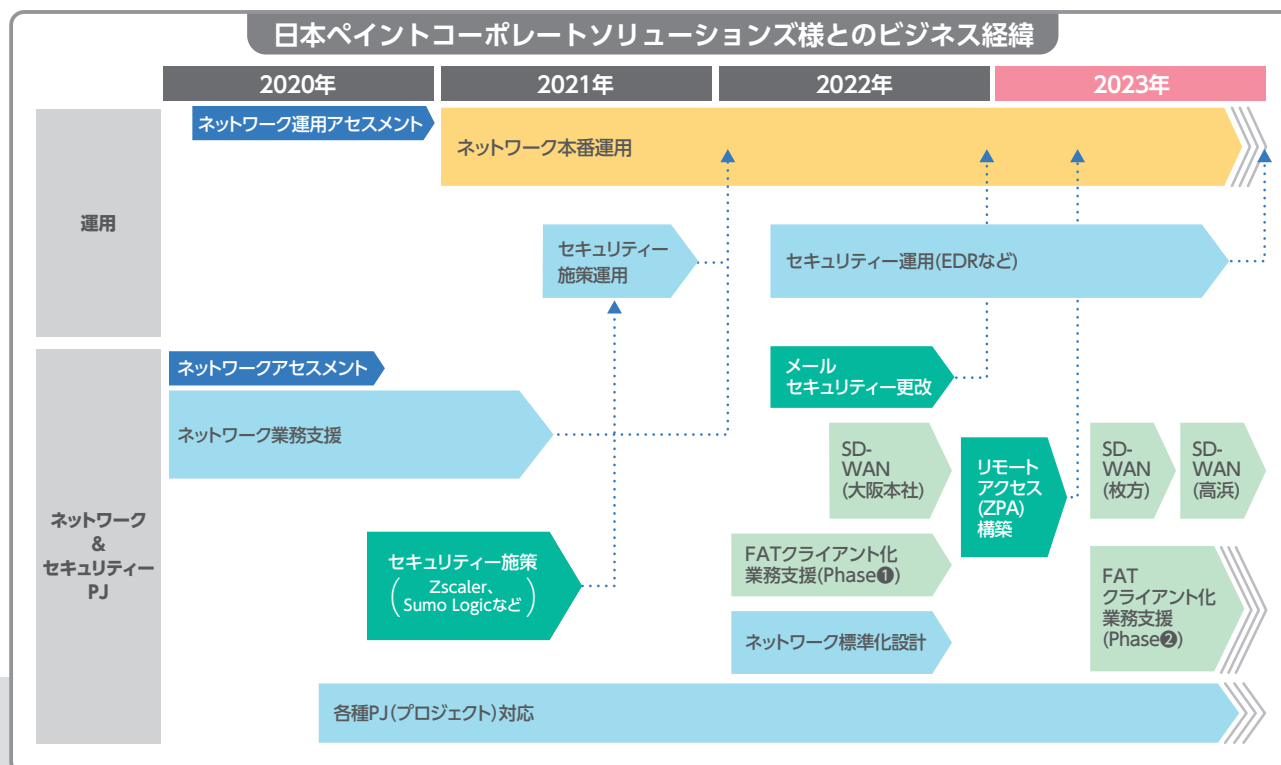 日本ペイントコーポレートソリューションズ様とのビジネス経緯
2020年
2021年
2022年
2023年
運用
ネットワーク運用アセスメント
ネットワーク本番運用
セキュリティー
施策運用
セキュリティー運用(EDRなど)
ネットワーク
&
セキュリティー
PJ
ネットワークアセスメント
ネットワーク業務支援
メール
セキュリティー更改
SD-
WAN
(大阪本社)
リモート
アクセス
(ZPA)
構築
SD-
WAN
(枚方)
SD-
WAN
(高浜)
セキュリティー施策
(Zscaler、
Sumo Logicなど)
FATクライアント化
業務支援(Phase❶)
FAT
クライアント化
業務支援
(Phase❷)
ネットワーク標準化設計
各種PJ(プロジェクト)対応